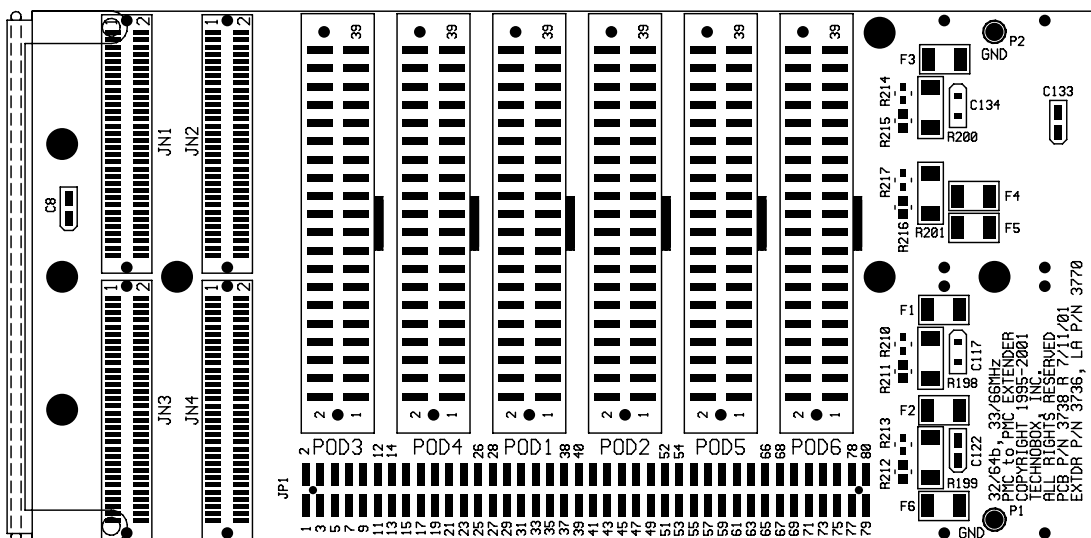 1 2 1 2
39 39 39 39 39 39
P2
GND
F3
R214
R215
C134
R200
C133
JN1
JN2
C8
R217
R216
R201
F4
F5
1 2 1 2
F1
R210
R211
C117
R198
JN3
JN4
F2
R213
R212
C122
R199
F6
P1
GND
2 1 2 1 2 1 2 1 2 1 2 1
POD3 POD4 POD1 POD2 POD5 POD6
2 12 14 26 28 38 40 52 54 66 68 78 80
JP1
1 3 5 7 9 11 13 15 17 19 21 23 25 27 29 31 33 35 37 39 41 43 45 47 49 51 53 55 57 59 61 63 65 67 69 71 73 75 77 79
32/64b, 33/66MHz
PMC to PMC EXTENDER
COPYRIGHT 1995-2001
TECHNOBOX, INC.
ALL RIGHTS RESERVED
PCB P/N 3738 R 7/11/01
EXTDR P/N 3736, LA P/N 3770